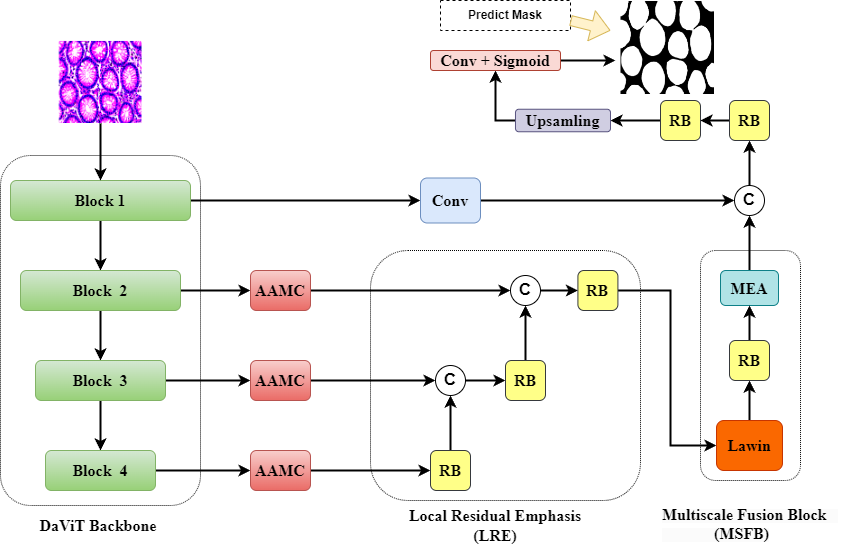 Predict Mask
Conv + Sigmoid
Upsamling
RB
RB
Block 1
Conv
C
Block 2
AAMC
C
RB
MEA
Block 3
AAMC
C
RB
RB
Block 4
AAMC
RB
Lawin
DaViT Backbone
Local Residual Emphasis
(LRE)
Multiscale Fusion Block
(MSFB)